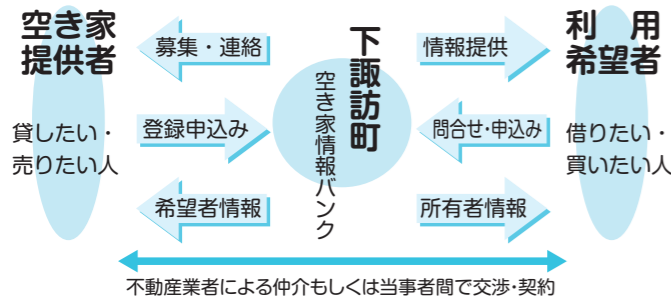 空き家
提供者
貸したい・
売りたい人
募集・連絡
登録申込み
希望者情報
下諏訪町
空き家情報バンク
情報提供
問合せ・申込み
所有者情報
利　用
希望者
借りたい・
買いたい人
不動産業者による仲介もしくは当事者間で交渉・契約